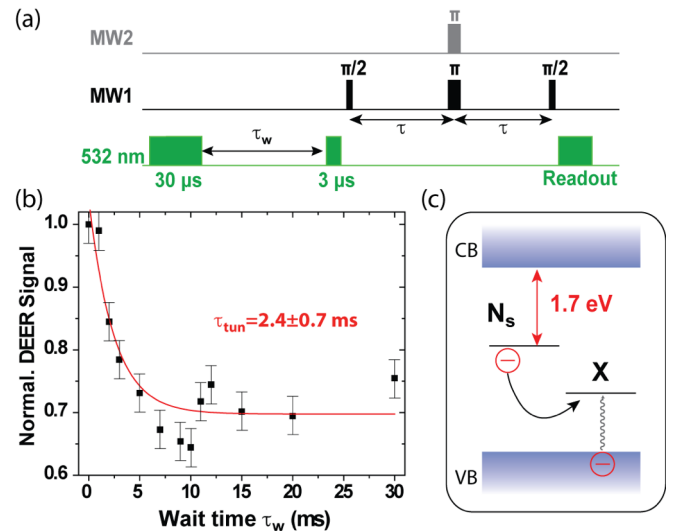 (a)
π
MW2
π/2 π π/2
MW1
τ τ
τw
532 nm
30 µs 3 µs Readout
(b)
(c)
1.0
0.9
0.8
0.7
0.6
Normal. DEER Signal
τtun=2.4±0.7 ms
0 5 10 15 20 25 30
Wait time τw (ms)
CB
1.7 eV
Ns
−
X
−
VB